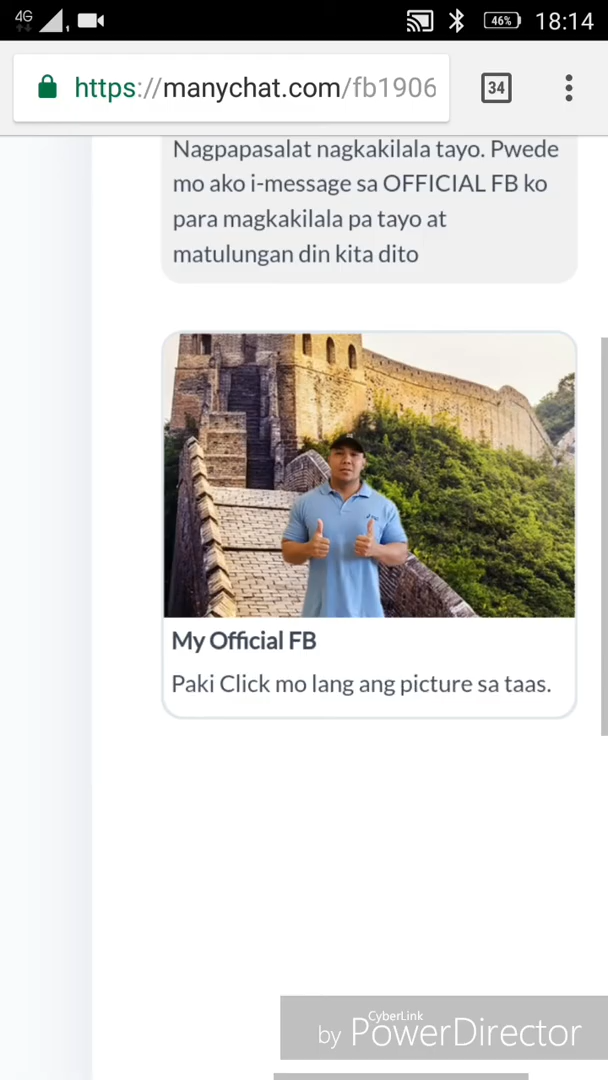 4G
46%
18:14
https://manychat.com/fb1906
34
Nagpapasalat nagkakilala tayo. Pwede
mo ako i-message sa OFFICIAL FB ko
para magkakilala pa tayo at
matulungan din kita dito
My Official FB
Paki Click mo lang ang picture sa taas.
CyberLink
by PowerDirector